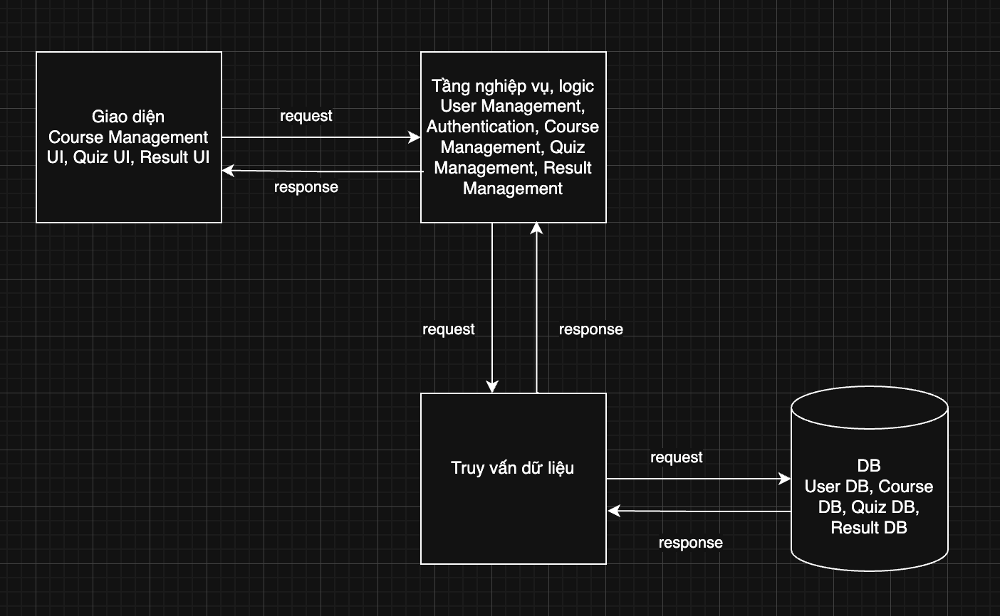 Giao diện
Course Management
UI, Quiz UI, Result UI
request
response
Tầng nghiệp vụ, logic
User Management,
Authentication, Course
Management, Quiz
Management, Result
Management
request
response
Truy vấn dữ liệu
request
response
DB
User DB, Course
DB, Quiz DB,
Result DB